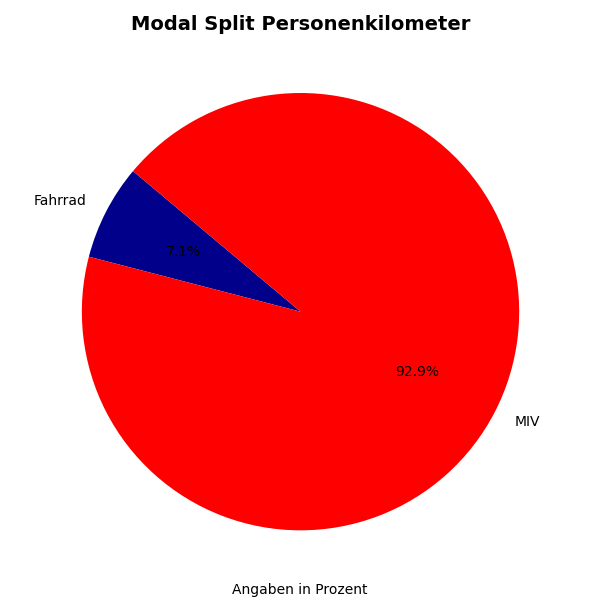 Modal Split Personenkilometer
Fahrrad
7.1%
92.9%
MIV
Angaben in Prozent